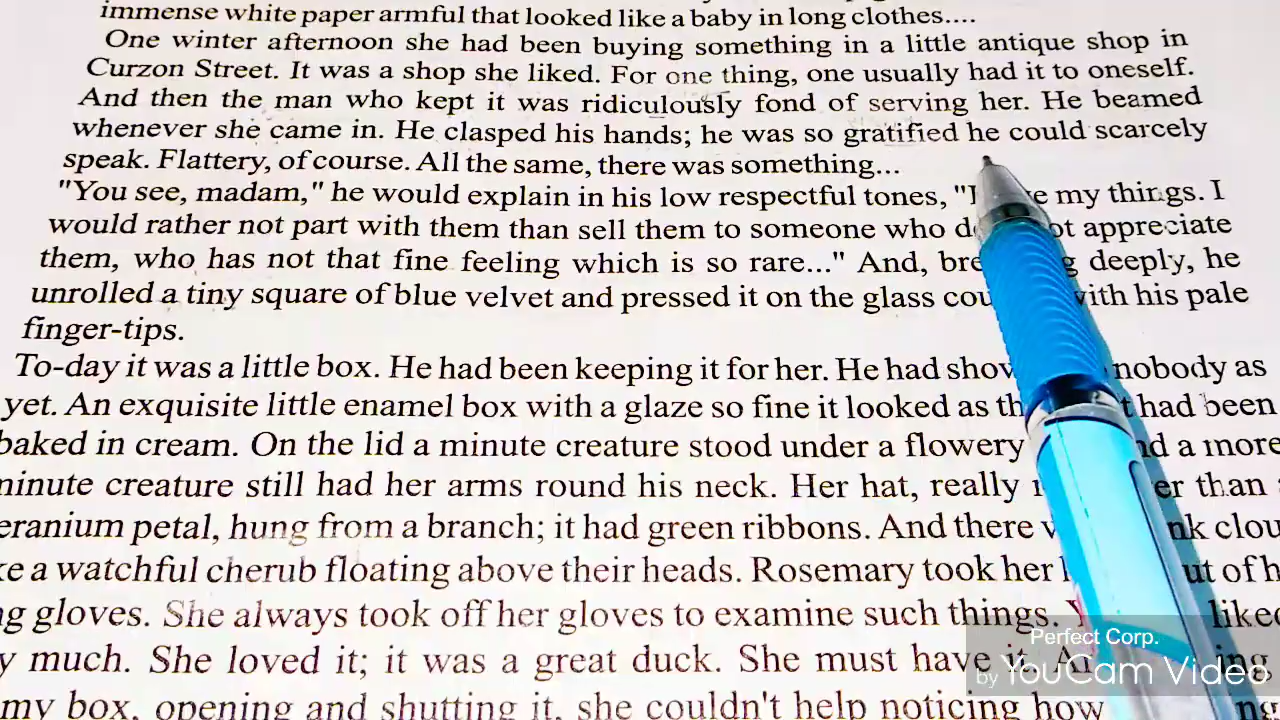 immense white paper armful that looked like a baby in long clothes....
One winter afternoon she had been buying something in a little antique shop in
Curzon Street. It was a shop she liked. For one thing, one usually had it to oneself.
And then the man who kept it was ridiculously fond of serving her. He beamed
whenever she came in. He clasped his hands; he was so gratified he could scarcely
speak. Flattery, of course. All the same, there was something...
"You see, madam," he would explain in his low respectful tones, "I my things. I
would rather not part with them than sell them to someone who appreciate
them, who has not that fine feeling which is so rare..." And, deeply, he
unrolled a tiny square of blue velvet and pressed it on the glass with his pale
finger-tips.
To-day it was a little box. He had been keeping it for her. He had nobody as
yet. An exquisite little enamel box with a glaze so fine it looked as had been
baked in cream. On the lid a minute creature stood under a flowery a more
minute creature still had her arms round his neck. Her hat, really than
petal, hung from a branch; it had green ribbons. And there
a watchful cherub floating above their heads. Rosemary took her of
gloves. She always took off her gloves to examine such things.
much. She loved it; it was a great duck. She must have it.
my box, opening and shutting it, she couldn't help noticing how
Perfect Corp.
by YouCam Video